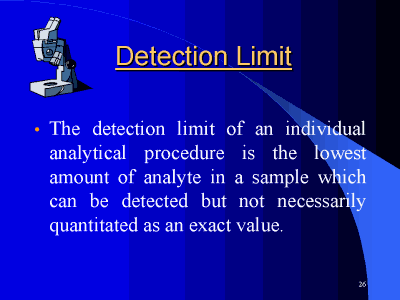 Detection Limit
• The detection limit of an individual
analytical procedure is the lowest
amount of analyte in a sample which
can be detected but not necessarily
quantitated as an exact value.
26